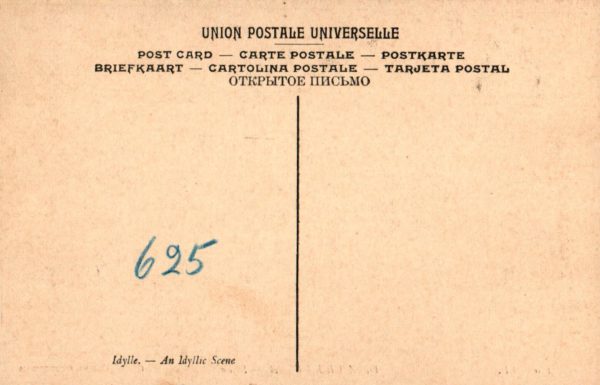 UNION POSTALE UNIVERSELLE
POST CARD — CARTE POSTALE — POSTKARTE
BRIEFKAART — CARTOLINA POSTALE — TARJETA POSTAL
ОТКРЫТОЕ ПИСЬМО
625
Idylle. — An Idyllic Scene